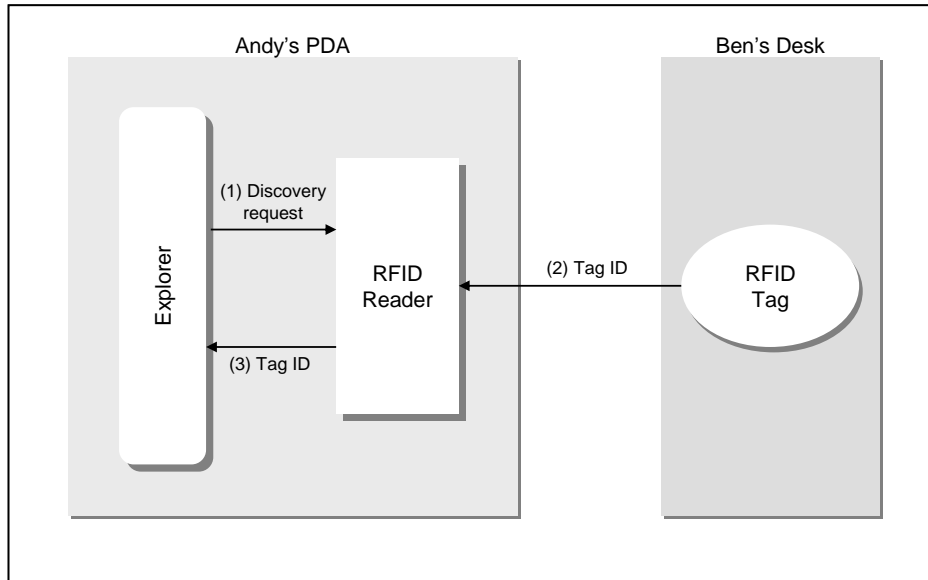 Andy’s PDA
Ben’s Desk
(1) Discovery
request
Explorer
RFID
Reader
(2) Tag ID
RFID
Tag
(3) Tag ID